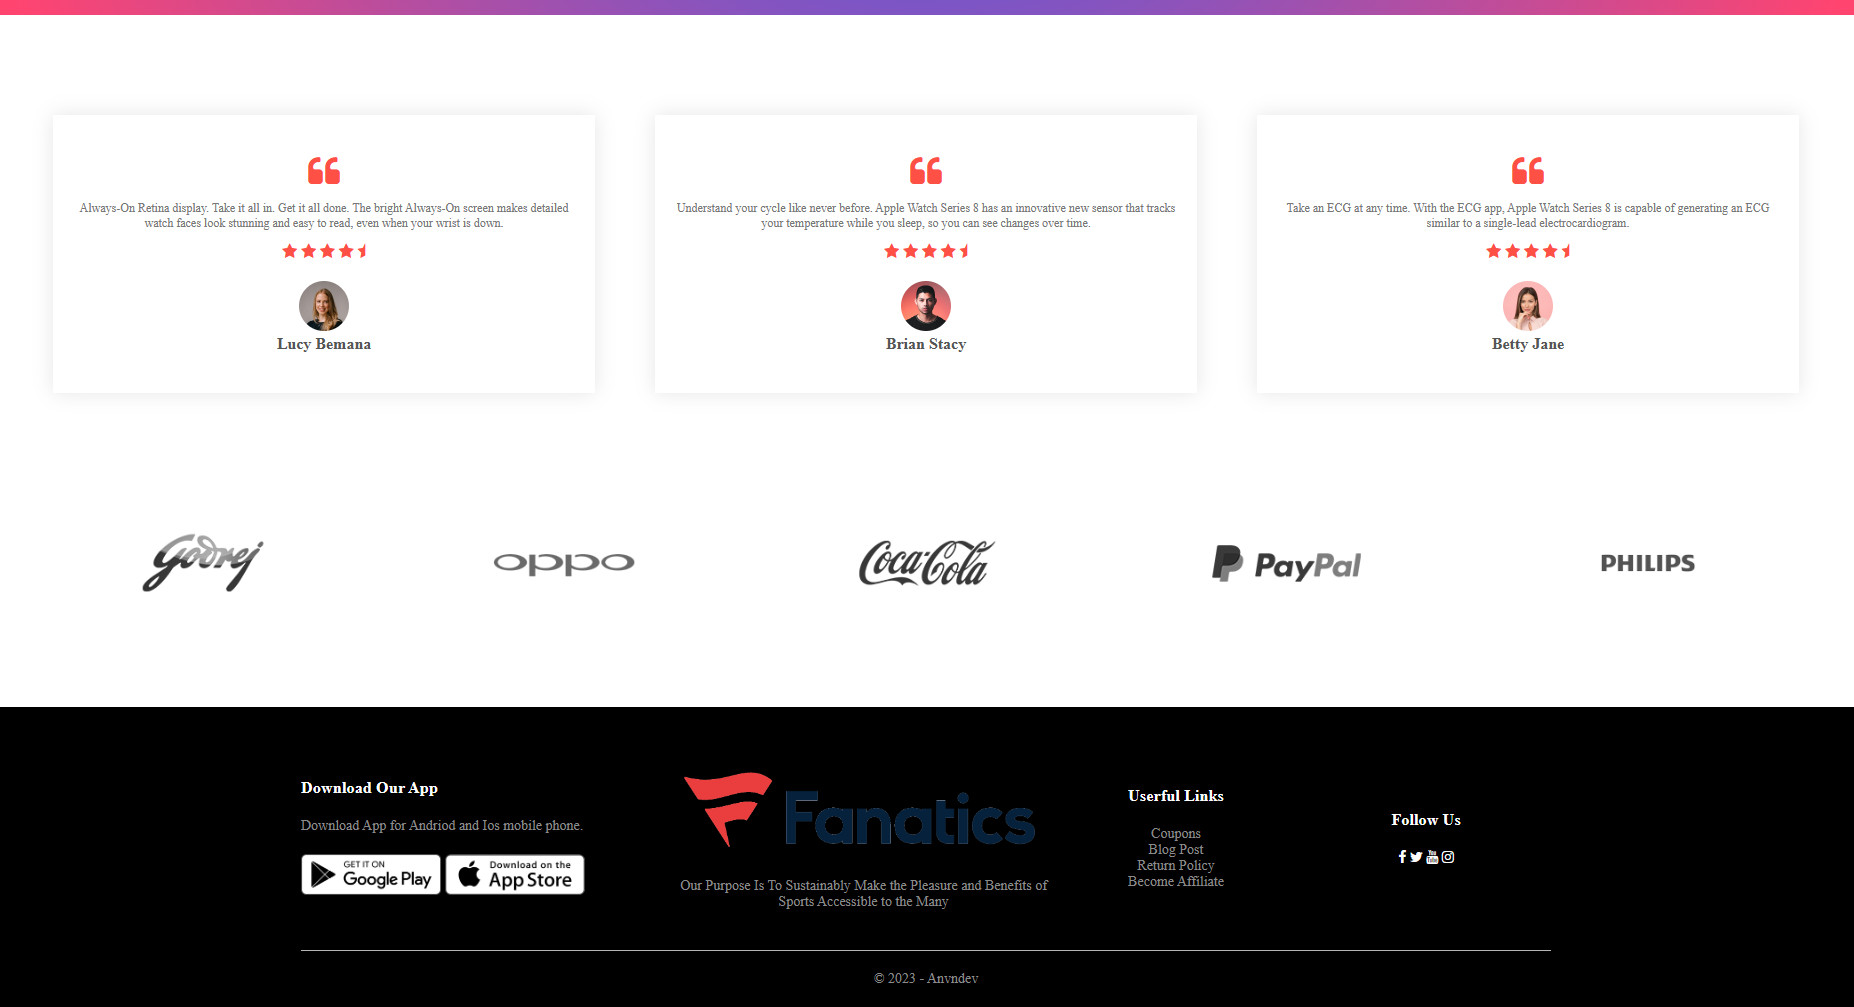 Always-On Retina display. Take it all in. Get it all done. The bright Always-On screen makes detailed
watch faces look stunning and easy to read, even when your wrist is down.
Lucy Bemana
Understand your cycle like never before. Apple Watch Series 8 has an innovative new sensor that tracks
your temperature while you sleep, so you can see changes over time.
Brian Stacy
Take an ECG at any time. With the ECG app, Apple Watch Series 8 is capable of generating an ECG
similar to a single-lead electrocardiogram.
Betty Jane
Godrej
oppo
Coca-Cola
PayPal
PHILIPS
Download Our App
Download App for Andriod and Ios mobile phone.
GET IT ON
Google Play
Download on the
App Store
Fanatics
Our Purpose Is To Sustainably Make the Pleasure and Benefits of
Sports Accessible to the Many
Userful Links
Coupons
Blog Post
Return Policy
Become Affiliate
Follow Us
© 2023 - Anvndev